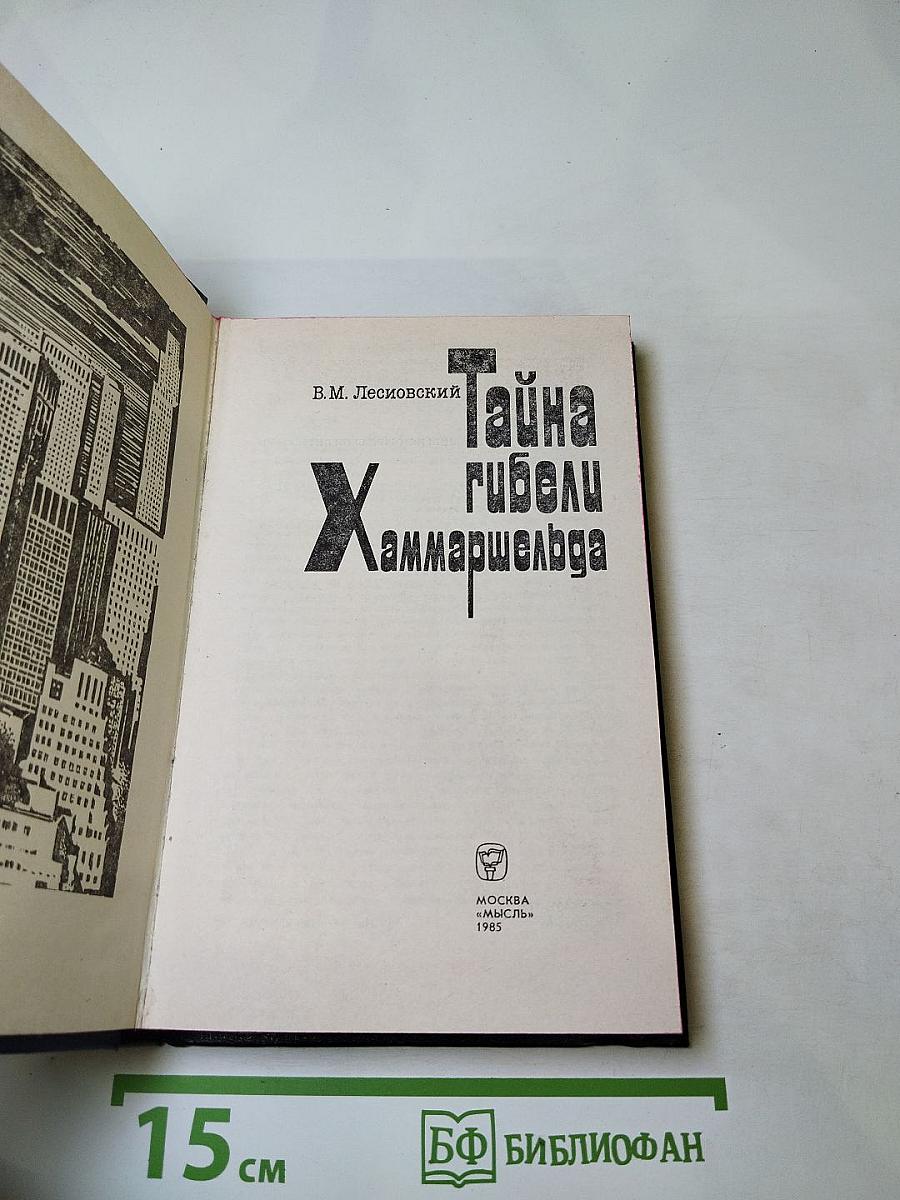 В.М. Лесиовский
Тайна
гибели
Хаммаршельда
МОСКВА
«МЫСЛЬ»
1985
15 см
БФ БИБЛИОФАН